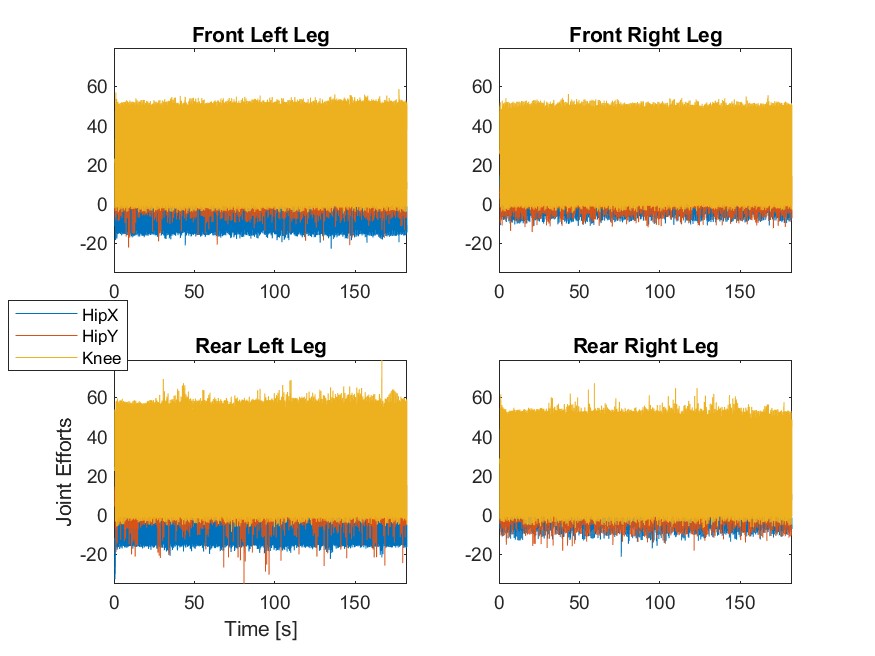 Front Left Leg
60
40
20
0
-20
0 50 100 150
Front Right Leg
60
40
20
0
-20
0 50 100 150
HipX
HipY
Knee
Rear Left Leg
60
40
20
0
-20
0 50 100 150
Joint Efforts
Time [s]
Rear Right Leg
60
40
20
0
-20
0 50 100 150